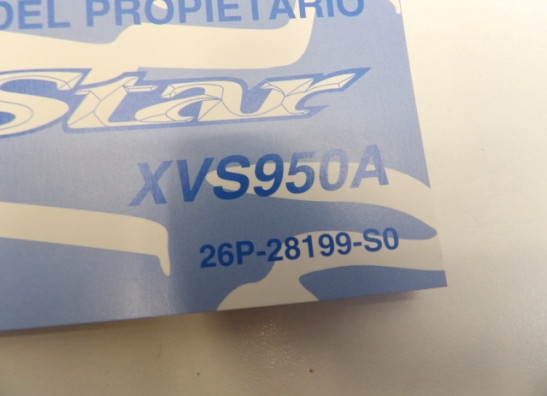 DEL PROPIETARIO
Star
XVS950A
26P-28199-S0